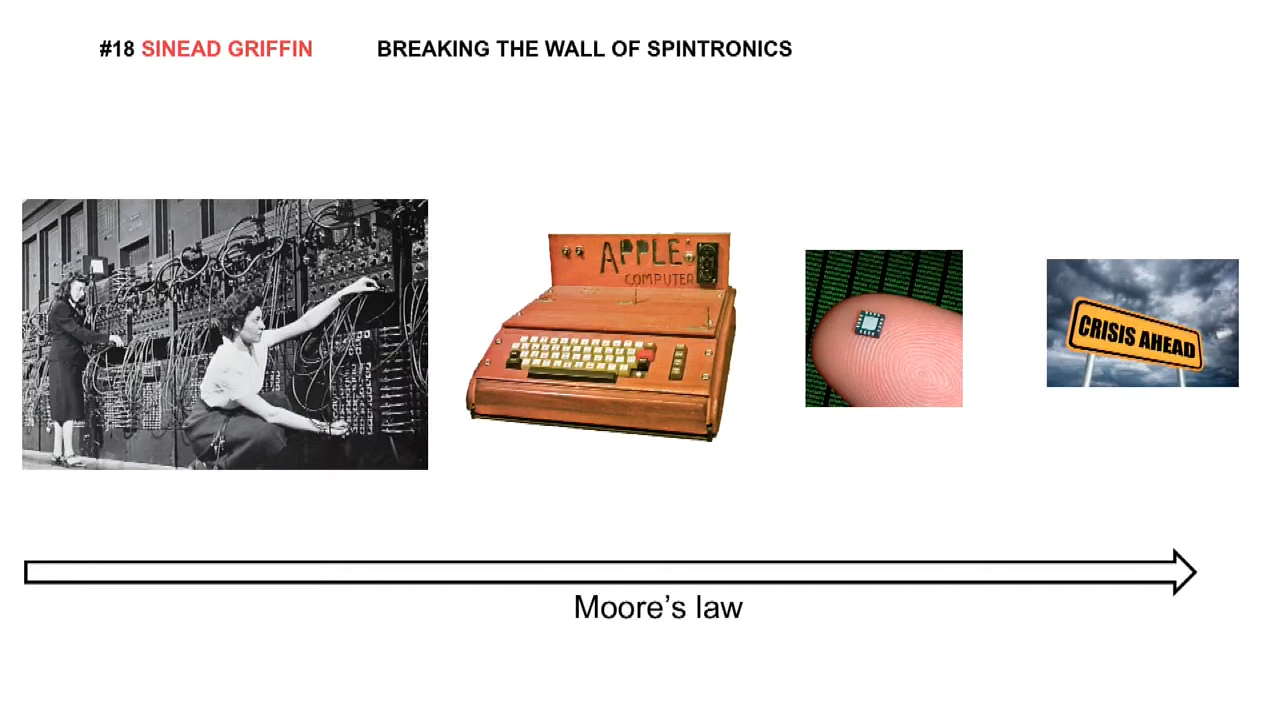 #18 SINEAD GRIFFIN BREAKING THE WALL OF SPINTRONICS
APPLE
COMPUTER
CRISIS AHEAD
Moore's law